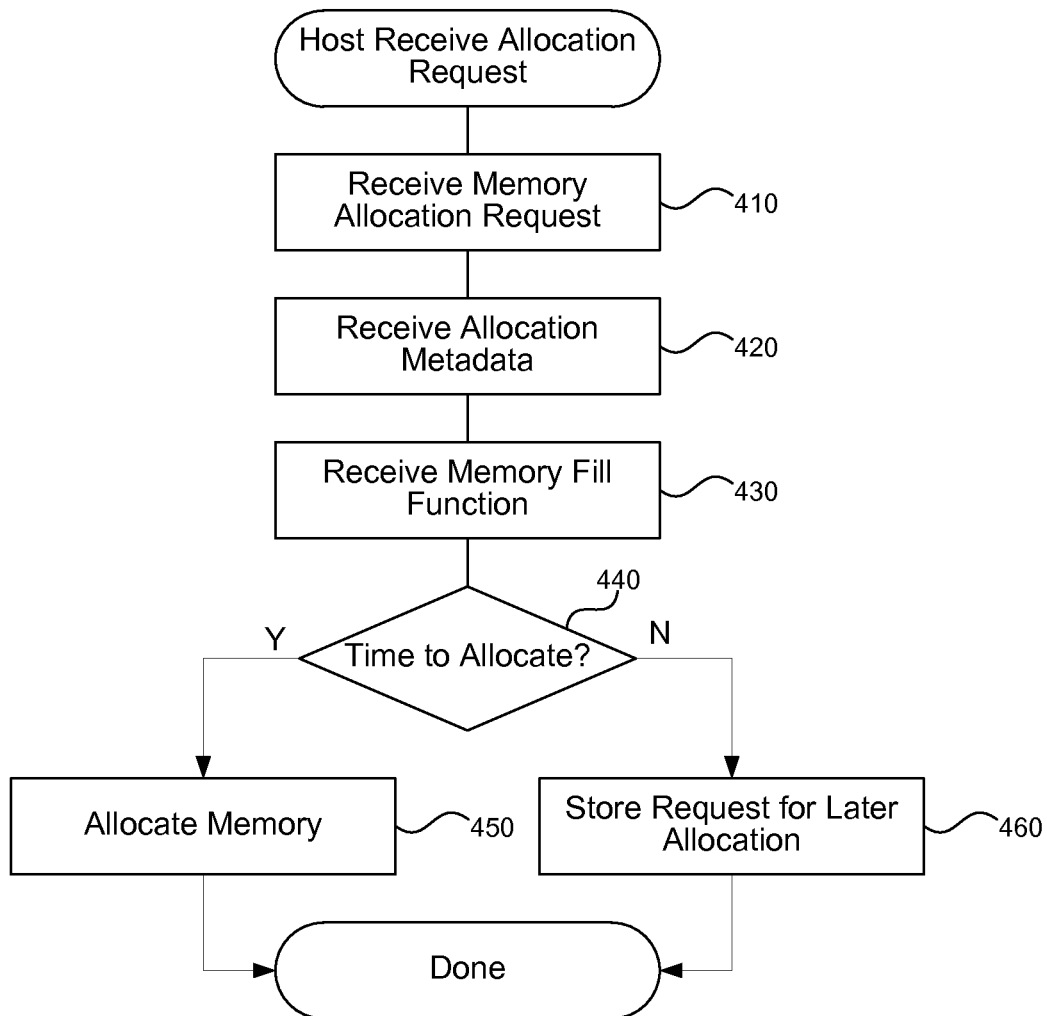 Host Receive Allocation
Request
Receive Memory
Allocation Request
410
Receive Allocation
Metadata
420
Receive Memory Fill
Function
430
440
Y
Time to Allocate?
N
Allocate Memory
450
Store Request for Later
Allocation
460
Done